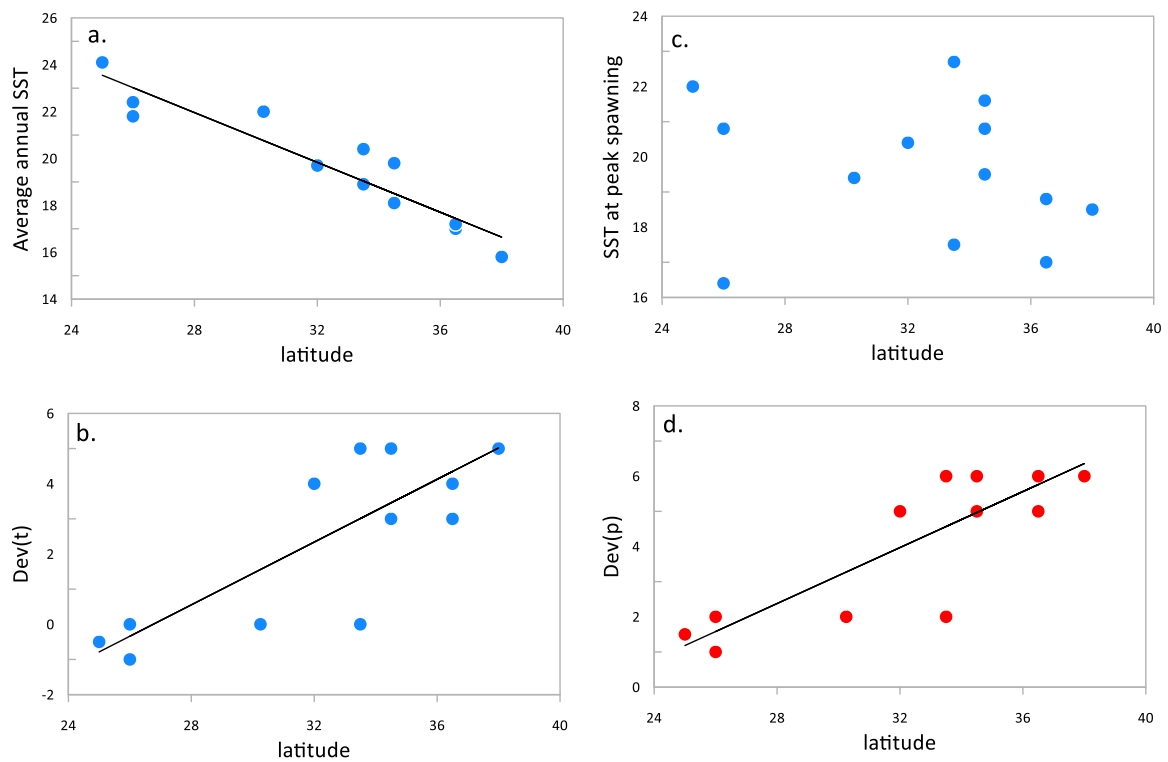 a.
Average annual SST
26
24
22
20
18
16
14
24 28 32 36 40
latitude
c.
SST at peak spawning
24
22
20
18
16
24 28 32 36 40
latitude
b.
Dev(t)
6
4
2
0
-2
24 28 32 36 40
latitude
d.
Dev(p)
8
6
4
2
0
24 28 32 36 40
latitude